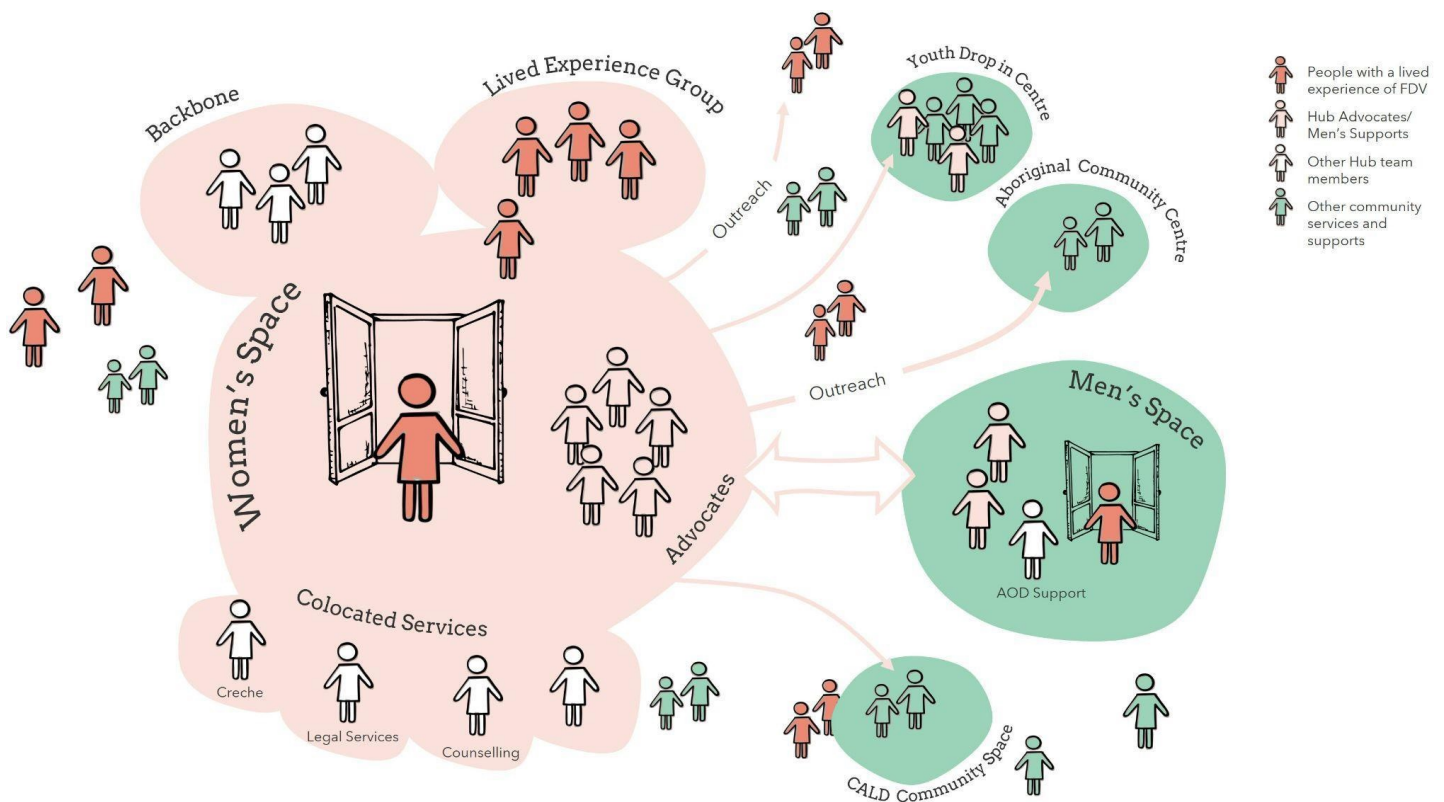 Backbone
Lived Experience Group
Youth Drop in Centre
Aboriginal Community Centre
Outreach
Outreach
Women's Space
Advocates
Men's Space
AOD Support
Colocated Services
Creche
Legal Services
Counselling
CALD Community Space
People with a lived
experience of FDV
Hub Advocates/
Men's Supports
Other Hub team
members
Other community
services and
supports